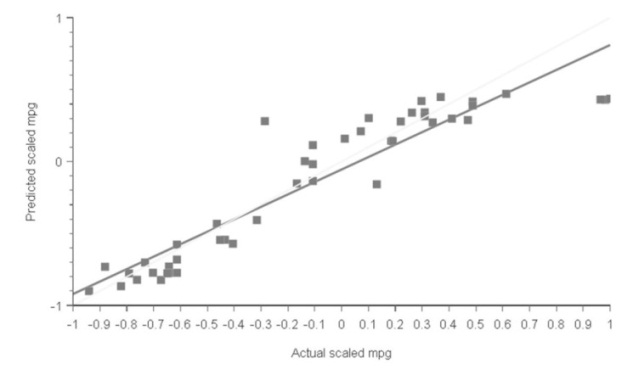 1
Predicted scaled mpg
0
-1
-1 -0.9 -0.8 -0.7 -0.6 -0.5 -0.4 -0.3 -0.2 -0.1 0 0.1 0.2 0.3 0.4 0.5 0.6 0.7 0.8 0.9 1
Actual scaled mpg